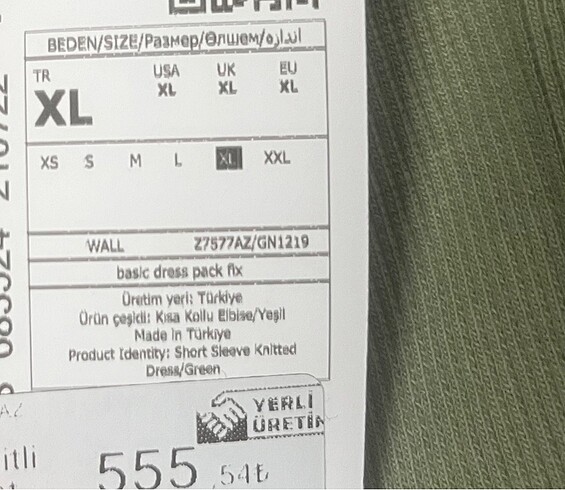 BEDEN/SIZE/Размер/Өлшем/اندازه
TR USA UK EU
XL XL XL XL
XS S M L XL XXL
WALL Z7577AZ/GN1219
basic dress pack fix
Üretim yeri: Türkiye
Ürün çeşidi: Kısa Kollu Elbise/Yeşil
Made in Türkiye
Product Identity: Short Sleeve Knitted
Dress/Green
YERLİ
ÜRETİM
555,54₺